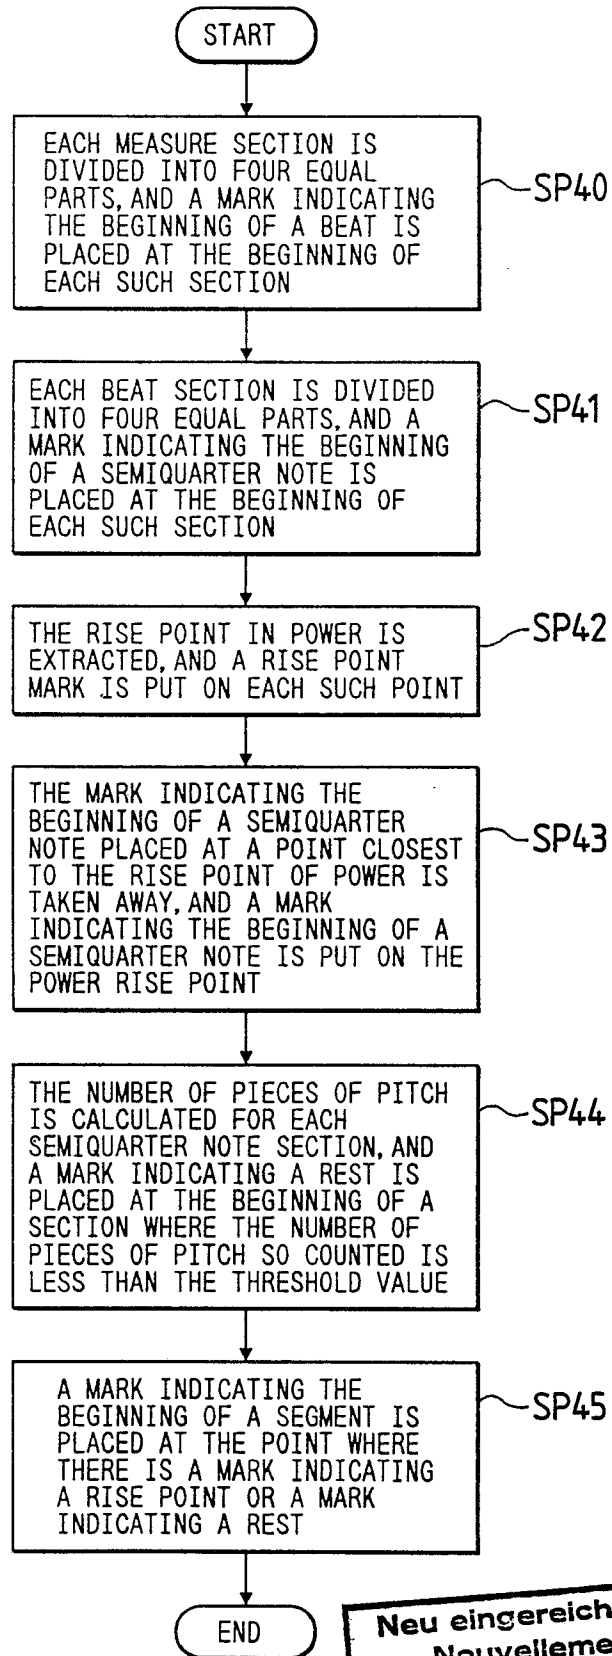 START
EACH MEASURE SECTION IS
DIVIDED INTO FOUR EQUAL
PARTS, AND A MARK INDICATING
THE BEGINNING OF A BEAT IS
PLACED AT THE BEGINNING OF
EACH SUCH SECTION
SP40
EACH BEAT SECTION IS DIVIDED
INTO FOUR EQUAL PARTS, AND A
MARK INDICATING THE BEGINNING
OF A SEMIQUARTER NOTE IS
PLACED AT THE BEGINNING OF
EACH SUCH SECTION
SP41
THE RISE POINT IN POWER IS
EXTRACTED, AND A RISE POINT
MARK IS PUT ON EACH SUCH POINT
SP42
THE MARK INDICATING THE
BEGINNING OF A SEMIQUARTER
NOTE PLACED AT A POINT CLOSEST
TO THE RISE POINT OF POWER IS
TAKEN AWAY, AND A MARK
INDICATING THE BEGINNING OF A
SEMIQUARTER NOTE IS PUT ON THE
POWER RISE POINT
SP43
THE NUMBER OF PIECES OF PITCH
IS CALCULATED FOR EACH
SEMIQUARTER NOTE SECTION, AND
A MARK INDICATING A REST IS
PLACED AT THE BEGINNING OF A
SECTION WHERE THE NUMBER OF
PIECES OF PITCH SO COUNTED IS
LESS THAN THE THRESHOLD VALUE
SP44
A MARK INDICATING THE
BEGINNING OF A SEGMENT IS
PLACED AT THE POINT WHERE
THERE IS A MARK INDICATING
A RISE POINT OR A MARK
INDICATING A REST
SP45
END
Neu eingereich
Nouvelleme